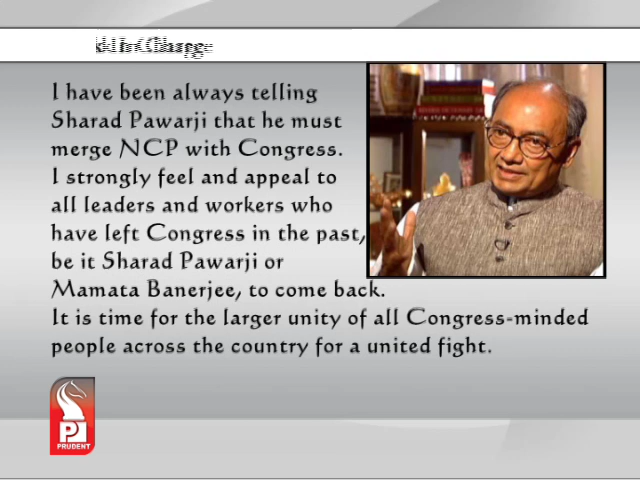 I have been always telling
Sharad Pawarji that he must
merge NCP with Congress.
I strongly feel and appeal to
all leaders and workers who
have left Congress in the past,
be it Sharad Pawarji or
Mamata Banerjee, to come back.
It is time for the larger unity of all Congress-minded
people across the country for a united fight.
PRUDENT